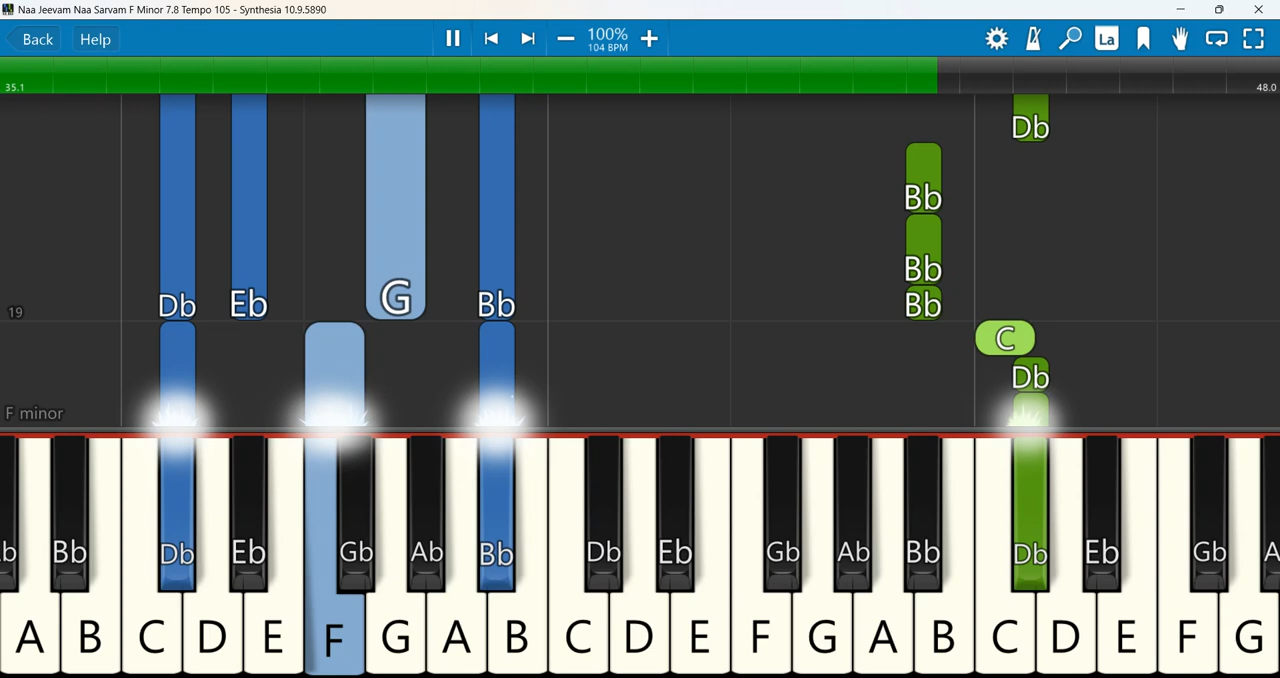 Naa Jeevam Naa Sarvam F Minor 7.8 Tempo 105 - Synthesia 10.9.5890
Back Help 100% La
104 BPM
35.1 48.0
Db
Bb
Bb
Db Eb G Bb Bb
19
C
Db
F minor
b Bb Db Eb Gb Ab Bb Db Eb Gb Ab Bb Db Eb Gb A
A B C D E F G A B C D E F G A B C D E F G